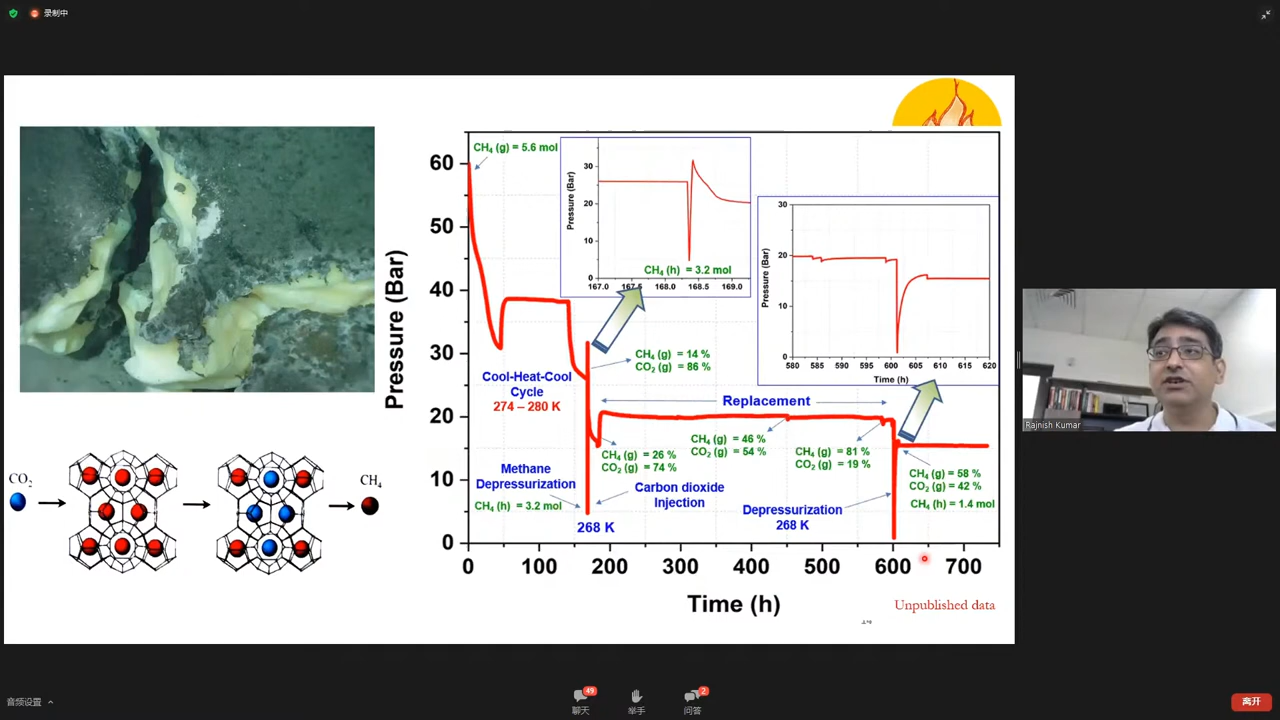 录制中
CH₄ (g) = 5.6 mol
Pressure (Bar)
60
50
40
30
20
10
0
0
100
200
300
400
500
600
700
Time (h)
Pressure (Bar)
30
20
10
0
CH₄ (h) = 3.2 mol
167.0
167.5
168.0
168.5
169.0
Pressure (Bar)
30
20
10
0
580
585
590
595
600
605
610
615
620
Time (h)
Cool-Heat-Cool
Cycle
274 – 280 K
CH₄ (g) = 14 %
CO₂ (g) = 86 %
Replacement
CH₄ (g) = 26 %
CO₂ (g) = 74 %
CH₄ (g) = 46 %
CO₂ (g) = 54 %
CH₄ (g) = 81 %
CO₂ (g) = 19 %
Methane
Depressurization
CH₄ (h) = 3.2 mol
Carbon dioxide
Injection
268 K
Depressurization
268 K
CH₄ (g) = 58 %
CO₂ (g) = 42 %
CH₄ (h) = 1.4 mol
CO₂
CH₄
Unpublished data
Rajnish Kumar
音频设置
49
聊天
举手
2
问答
离开